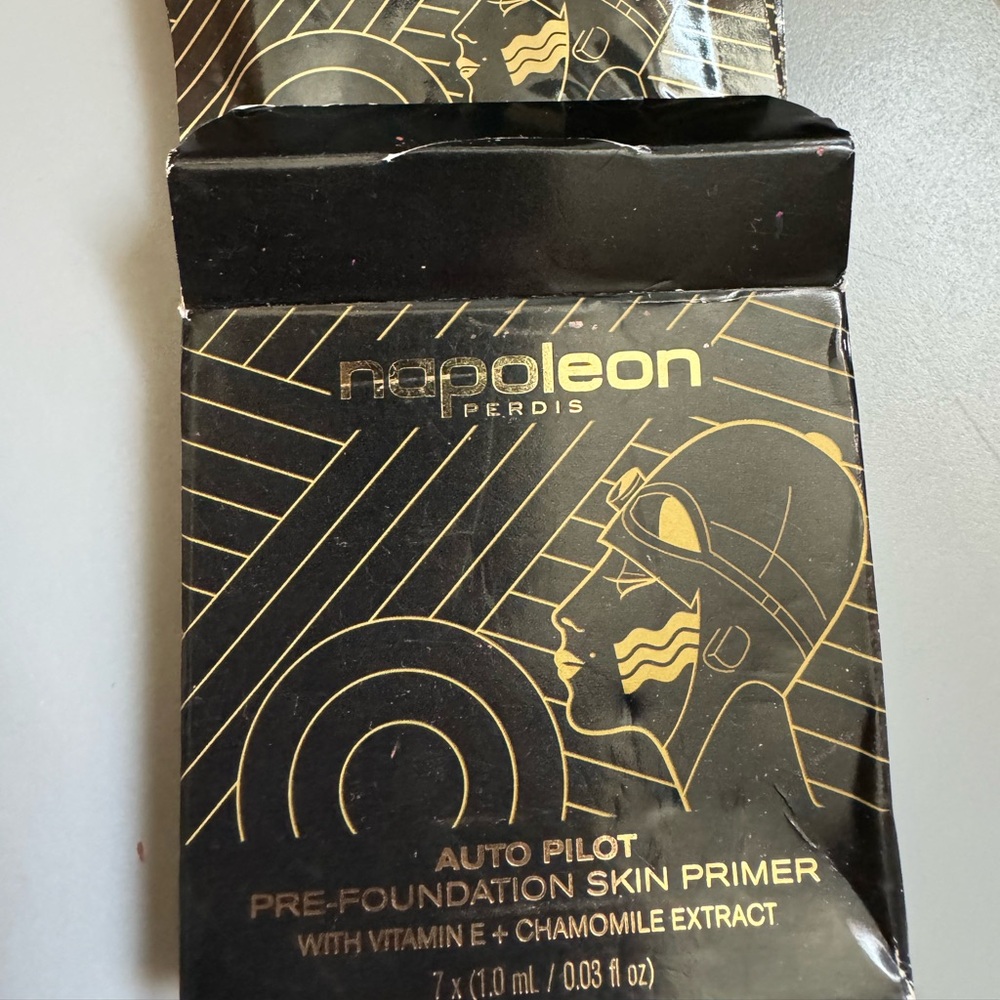 napoleon
PERDIS
AUTO PILOT
PRE-FOUNDATION SKIN PRIMER
WITH VITAMIN E + CHAMOMILE EXTRACT
7 x (1.0 mL / 0.03 fl oz)